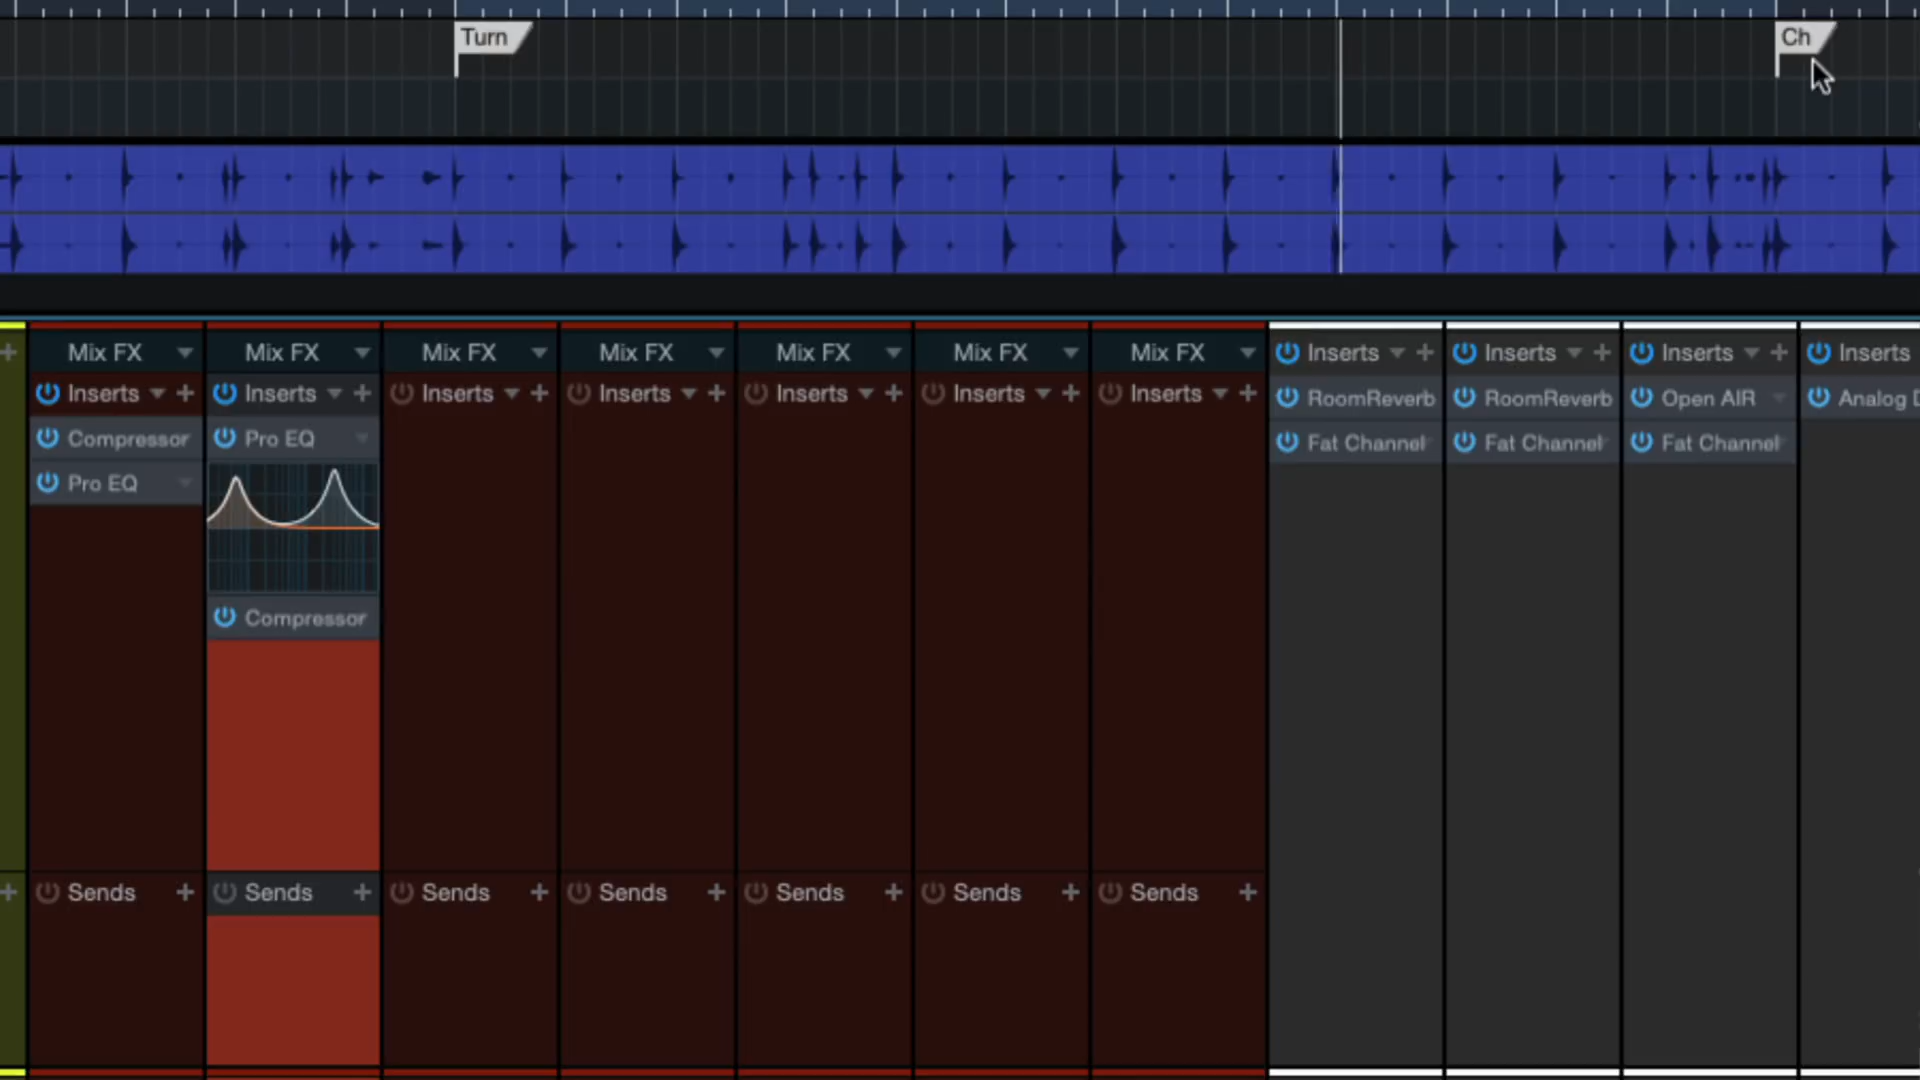 Turn
Ch
Mix FX
Mix FX
Mix FX
Mix FX
Mix FX
Mix FX
Mix FX
Inserts
Inserts
Inserts
Inserts
Inserts
Inserts
Inserts
Inserts
Inserts
Inserts
Inserts
Compressor
Pro EQ
Pro EQ
Compressor
RoomReverb
Fat Channel
RoomReverb
Fat Channel
Open AIR
Fat Channel
Analog
Sends
Sends
Sends
Sends
Sends
Sends
Sends